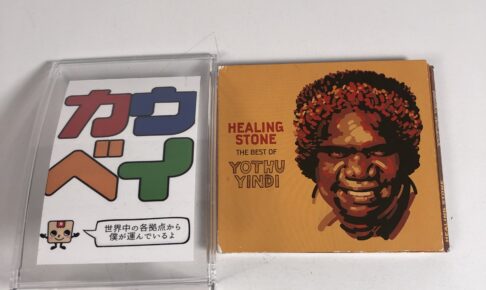 カウ
ベイ
世界中の各拠点から
僕が運んでいるよ
HEALING
STONE
THE BEST OF
YOTHU
YINDI